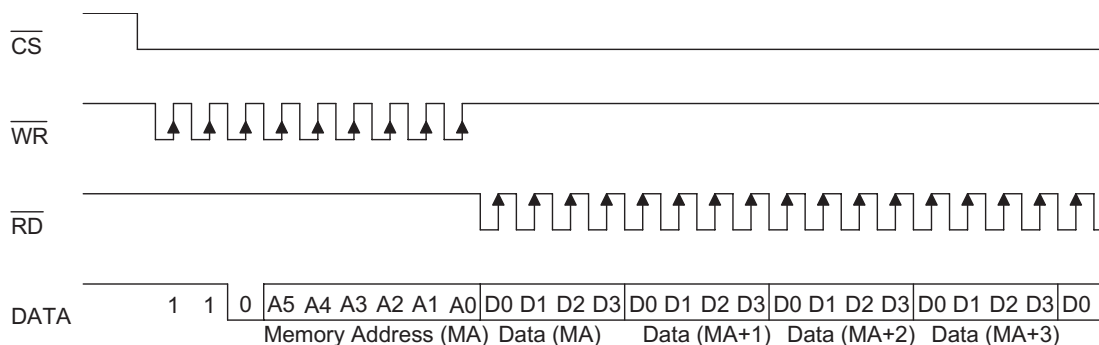 CS
WR
RD
DATA 1 1 0 A5 A4 A3 A2 A1 A0 D0 D1 D2 D3 D0 D1 D2 D3 D0 D1 D2 D3 D0 D1 D2 D3 D0
Memory Address (MA) Data (MA) Data (MA+1) Data (MA+2) Data (MA+3)